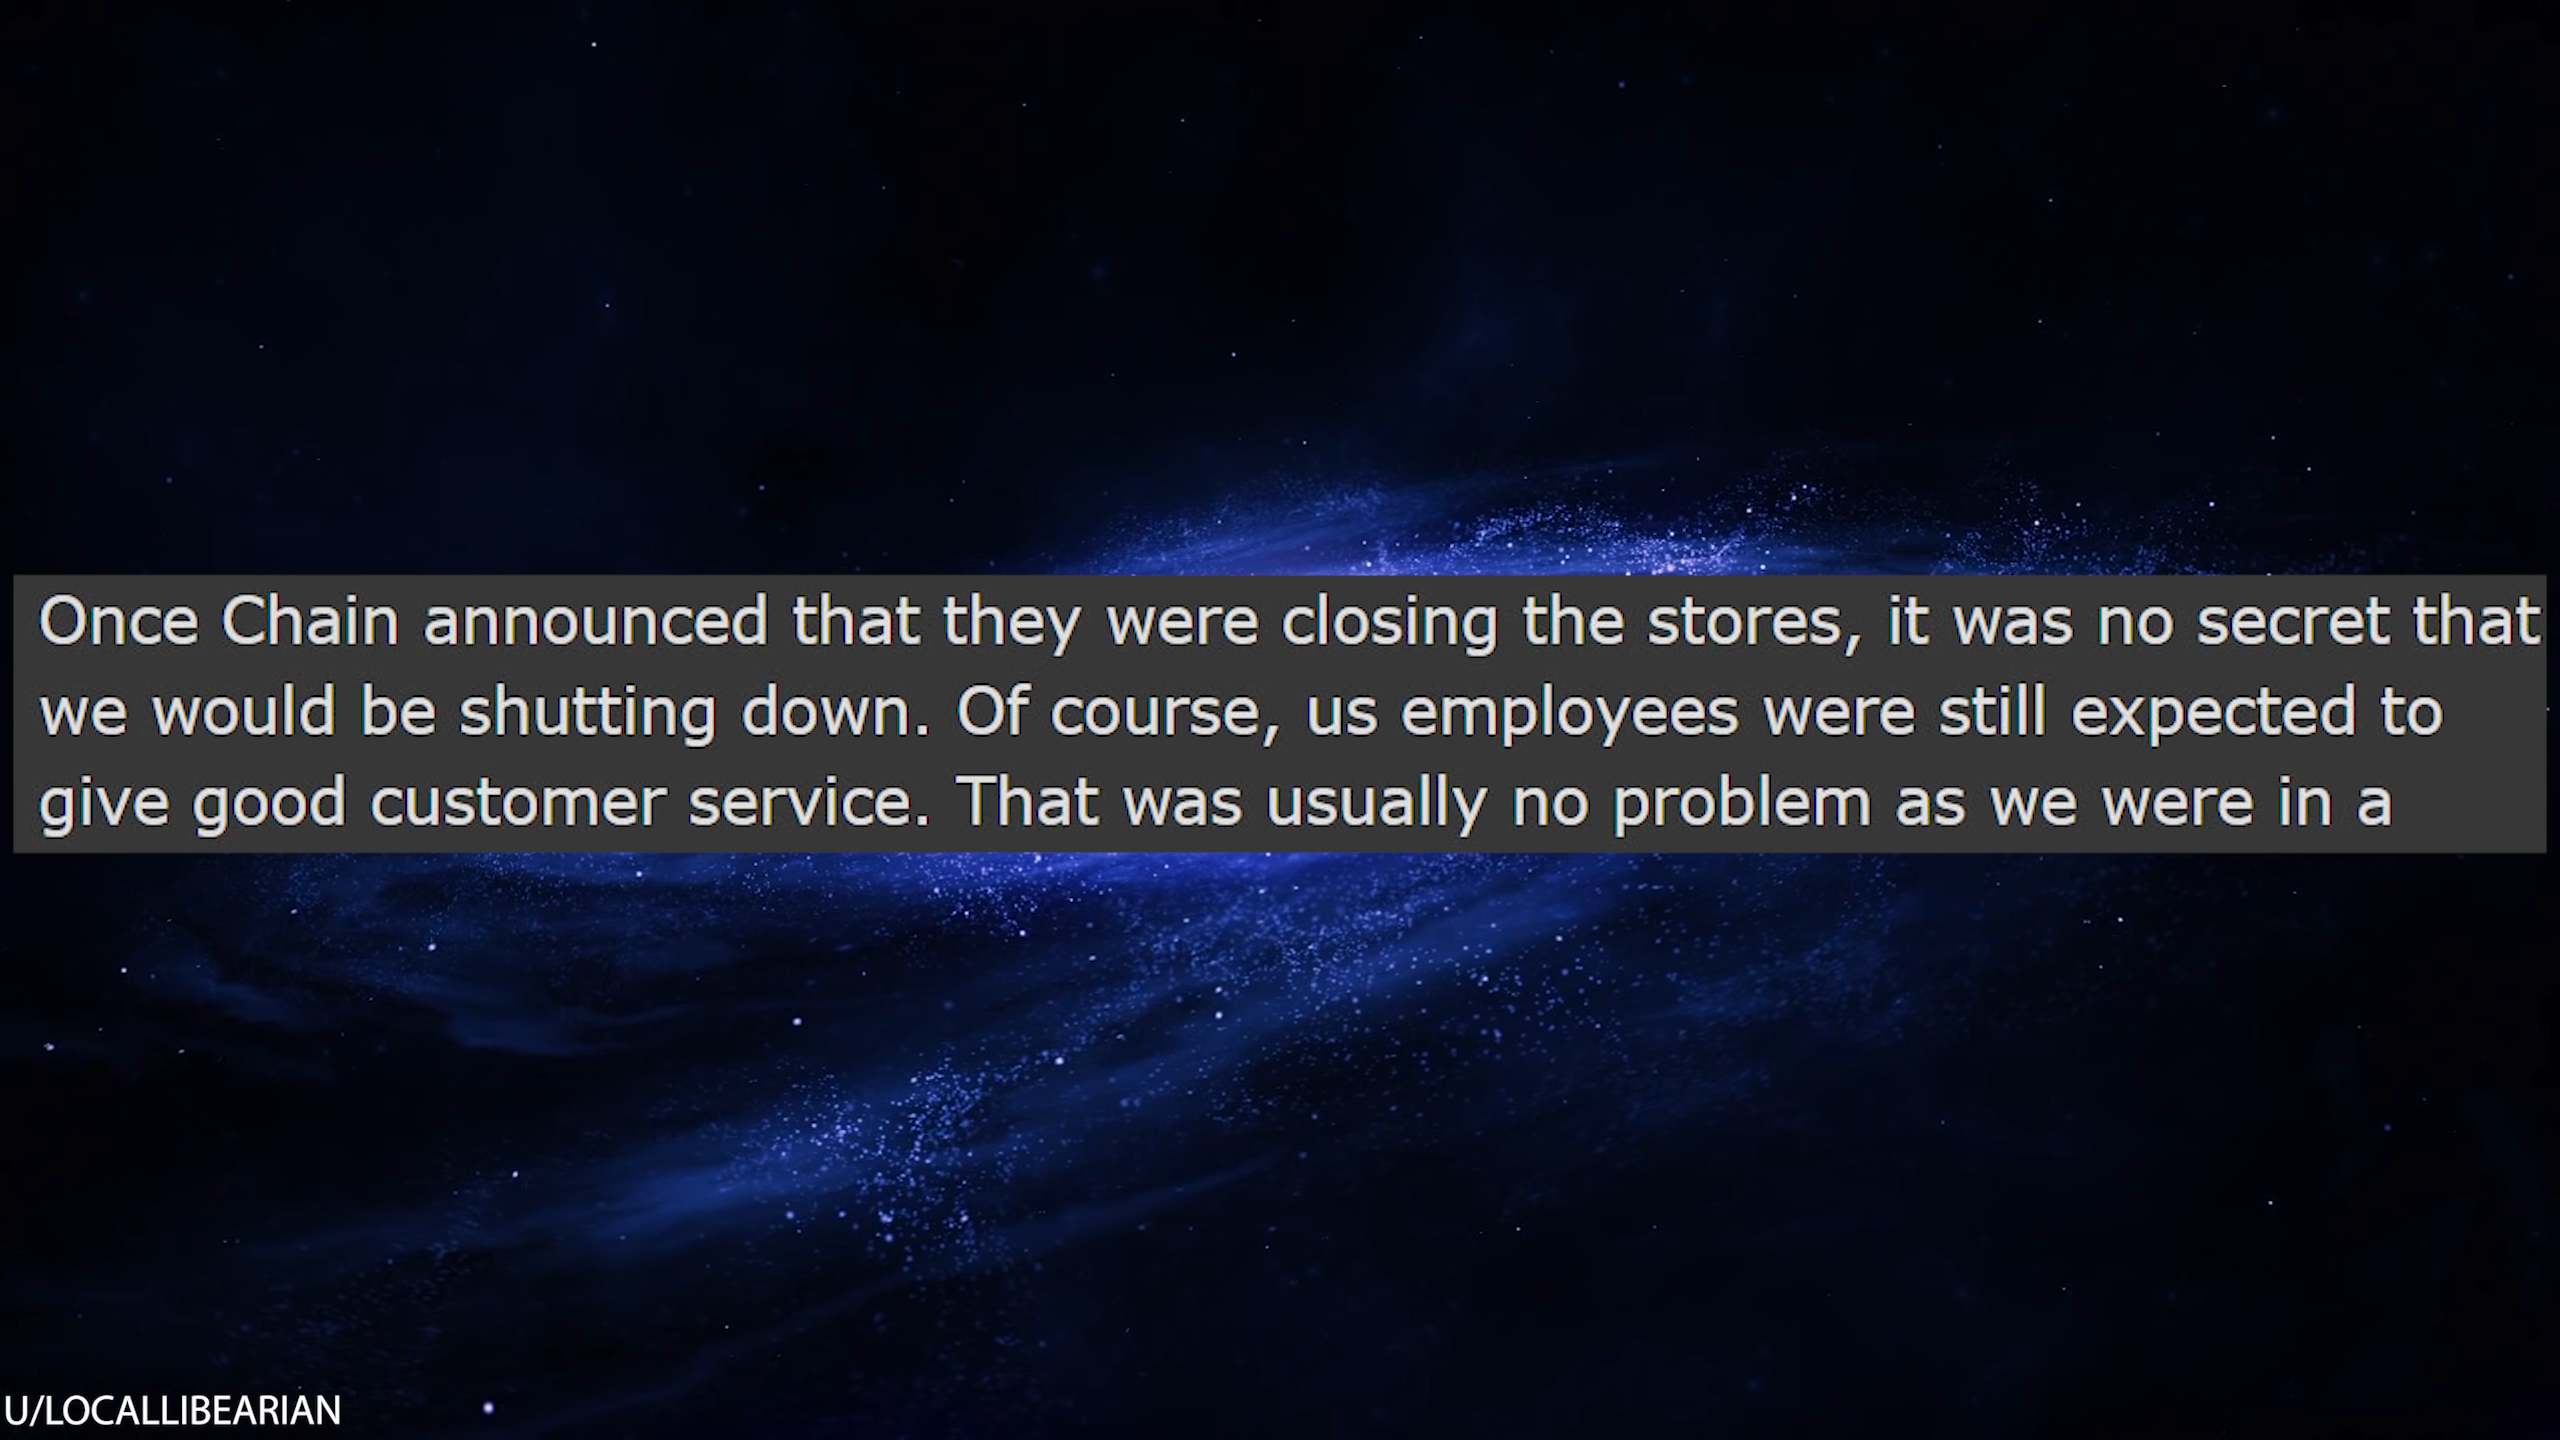 Once Chain announced that they were closing the stores, it was no secret that
we would be shutting down. Of course, us employees were still expected to
give good customer service. That was usually no problem as we were in a
U/LOCALLIBEARIAN